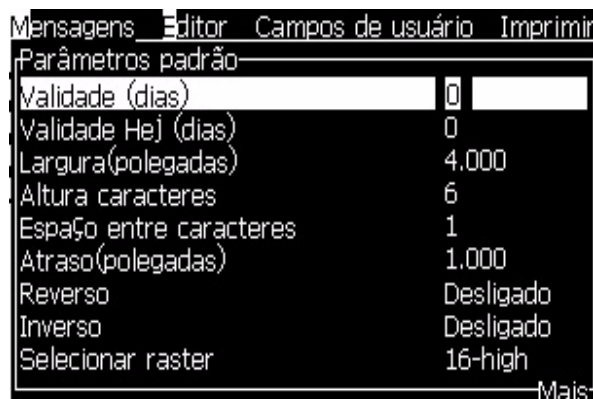 Mensagens Editor Campos de usuário Imprimir
Parâmetros padrão
Validade (dias) 0
Validade Hej (dias) 0
Largura(polegadas) 4.000
Altura caracteres 6
Espaço entre caracteres 1
Atraso(polegadas) 1.000
Reverso Desligado
Inverso Desligado
Selecionar raster 16-high
Mais